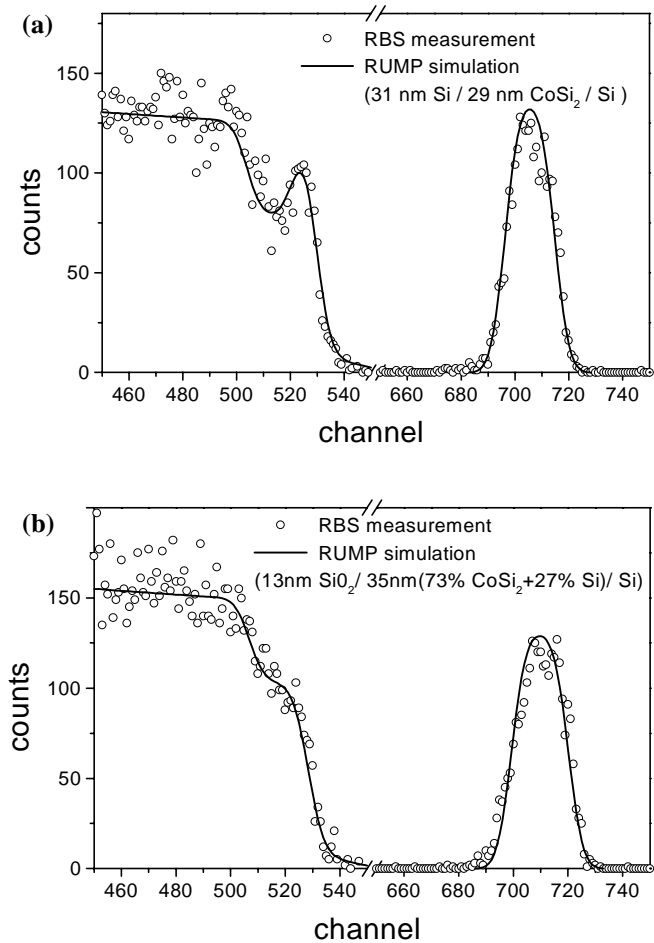 (a)
RBS measurement
RUMP simulation
(31 nm Si / 29 nm CoSi₂ / Si )
150
100
50
0
counts
460 480 500 520 540 660 680 700 720 740
channel
(b)
RBS measurement
RUMP simulation
(13nm Si0₂/ 35nm(73% CoSi₂+27% Si)/ Si)
150
100
50
0
counts
460 480 500 520 540 660 680 700 720 740
channel